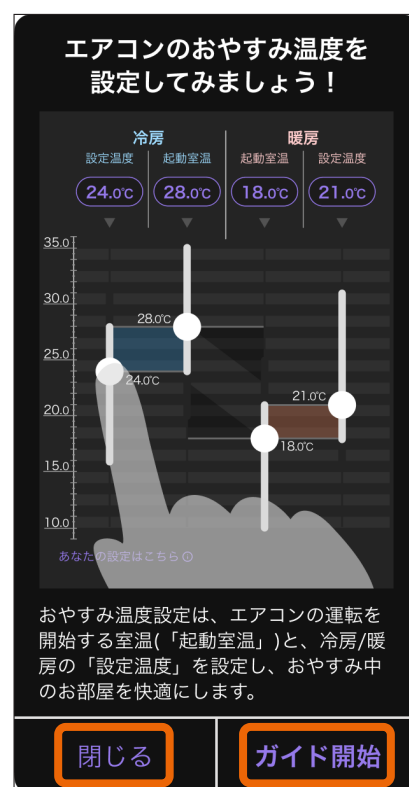 エアコンのおやすみ温度を
設定してみましょう！
冷房 暖房
設定温度 起動室温 起動室温 設定温度
24.0℃ 28.0℃ 18.0℃ 21.0℃
35.0
30.0
28.0℃
25.0
24.0℃
21.0℃
20.0
18.0℃
15.0
10.0
あなたの設定はこちら
おやすみ温度設定は、エアコンの運転を
開始する室温(「起動室温」)と、冷房/暖
房の「設定温度」を設定し、おやすみ中
のお部屋を快適にします。
閉じる ガイド開始